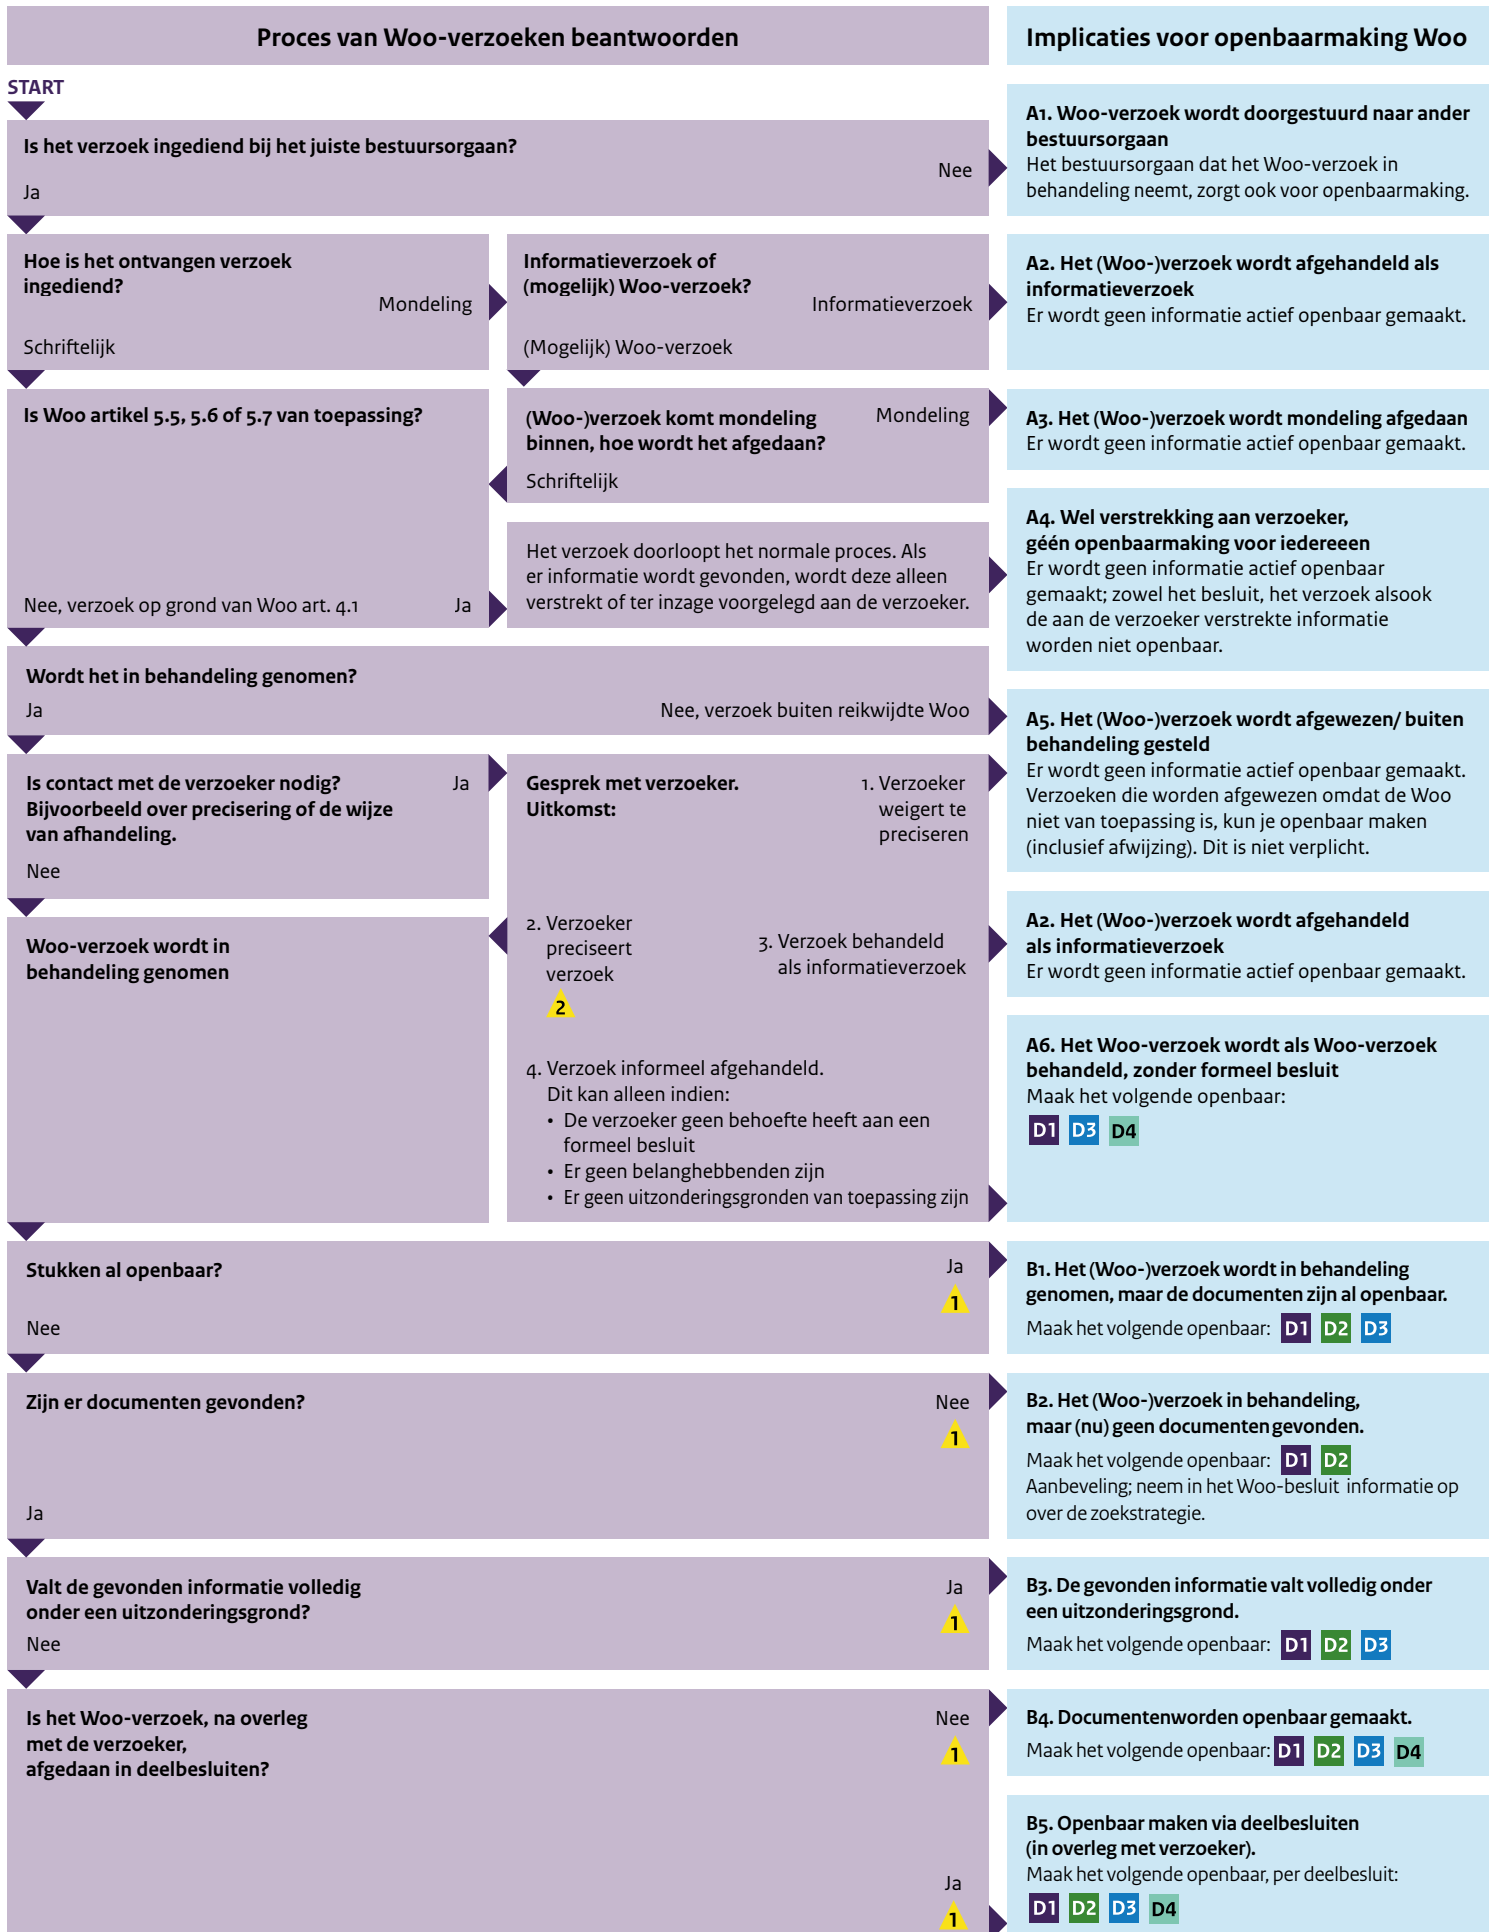 Proces van Woo-verzoeken beantwoorden
Implicaties voor openbaarmaking Woo
START
Is het verzoek ingediend bij het juiste bestuursorgaan?
Nee
Ja
A1. Woo-verzoek wordt doorgestuurd naar ander
bestuursorgaan
Het bestuursorgaan dat het Woo-verzoek in
behandeling neemt, zorgt ook voor openbaarmaking.
Hoe is het ontvangen verzoek
ingediend?
Mondeling
Schriftelijk
Informatieverzoek of
(mogelijk) Woo-verzoek?
Informatieverzoek
(Mogelijk) Woo-verzoek
A2. Het (Woo-)verzoek wordt afgehandeld als
informatieverzoek
Er wordt geen informatie actief openbaar gemaakt.
Is Woo artikel 5.5, 5.6 of 5.7 van toepassing?
Nee, verzoek op grond van Woo art. 4.1
Ja
(Woo-)verzoek komt mondeling
binnen, hoe wordt het afgedaan?
Mondeling
Schriftelijk
A3. Het (Woo-)verzoek wordt mondeling afgedaan
Er wordt geen informatie actief openbaar gemaakt.
Het verzoek doorloopt het normale proces. Als
er informatie wordt gevonden, wordt deze alleen
verstrekt of ter inzage voorgelegd aan de verzoeker.
A4. Wel verstrekking aan verzoeker,
géén openbaarmaking voor iedereeen
Er wordt geen informatie actief openbaar
gemaakt; zowel het besluit, het verzoek alsook
de aan de verzoeker verstrekte informatie
worden niet openbaar.
Wordt het in behandeling genomen?
Ja
Nee, verzoek buiten reikwijdte Woo
A5. Het (Woo-)verzoek wordt afgewezen/ buiten
behandeling gesteld
Er wordt geen informatie actief openbaar gemaakt.
Verzoeken die worden afgewezen omdat de Woo
niet van toepassing is, kun je openbaar maken
(inclusief afwijzing). Dit is niet verplicht.
Is contact met de verzoeker nodig?
Ja
Bijvoorbeeld over precisering of de wijze
van afhandeling.
Nee
Gesprek met verzoeker.
Uitkomst:
1. Verzoeker
weigert te
preciseren
2. Verzoeker
preciseert
verzoek
2
3. Verzoek behandeld
als informatieverzoek
4. Verzoek informeel afgehandeld.
Dit kan alleen indien:
• De verzoeker geen behoefte heeft aan een
formeel besluit
• Er geen belanghebbenden zijn
• Er geen uitzonderingsgronden van toepassing zijn
Woo-verzoek wordt in
behandeling genomen
A2. Het (Woo-)verzoek wordt afgehandeld
als informatieverzoek
Er wordt geen informatie actief openbaar gemaakt.
A6. Het Woo-verzoek wordt als Woo-verzoek
behandeld, zonder formeel besluit
Maak het volgende openbaar:
D1 D3 D4
Stukken al openbaar?
Ja
1
Nee
B1. Het (Woo-)verzoek wordt in behandeling
genomen, maar de documenten zijn al openbaar.
Maak het volgende openbaar: D1 D2 D3
Zijn er documenten gevonden?
Nee
1
Ja
B2. Het (Woo-)verzoek in behandeling,
maar (nu) geen documenten gevonden.
Maak het volgende openbaar: D1 D2
Aanbeveling; neem in het Woo-besluit informatie op
over de zoekstrategie.
Valt de gevonden informatie volledig
onder een uitzonderingsgrond?
Ja
1
Nee
B3. De gevonden informatie valt volledig onder
een uitzonderingsgrond.
Maak het volgende openbaar: D1 D2 D3
Is het Woo-verzoek, na overleg
met de verzoeker,
afgedaan in deelbesluiten?
Nee
1
Ja
1
B4. Documentenworden openbaar gemaakt.
Maak het volgende openbaar: D1 D2 D3 D4
B5. Openbaar maken via deelbesluiten
(in overleg met verzoeker).
Maak het volgende openbaar, per deelbesluit:
D1 D2 D3 D4